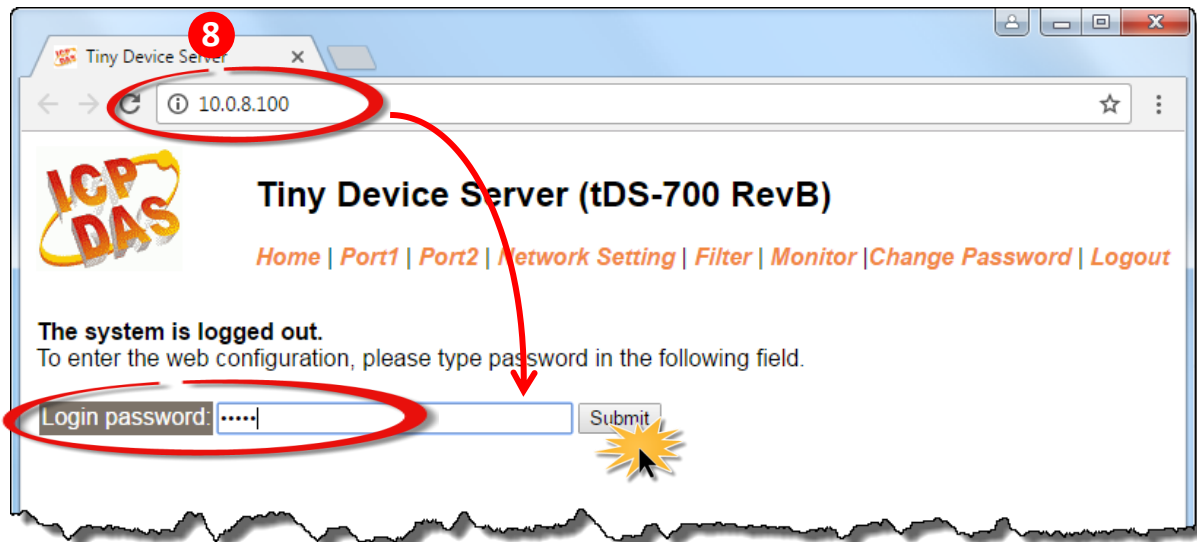 8
Tiny Device Server
10.0.8.100
ICP
DAS
Tiny Device Server (tDS-700 RevB)
Home | Port1 | Port2 | Network Setting | Filter | Monitor |Change Password | Logout
The system is logged out.
To enter the web configuration, please type password in the following field.
Login password: ••••• Submit